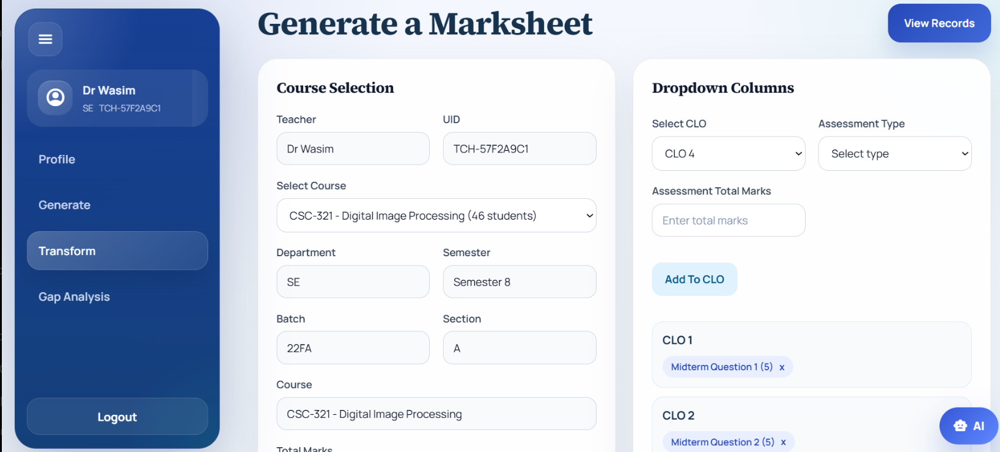 Generate a Marksheet
View Records
Dr Wasim
SE TCH-57F2A9C1
Profile
Generate
Transform
Gap Analysis
Logout
Course Selection
Teacher
UID
Dr Wasim
TCH-57F2A9C1
Select Course
CSC-321 - Digital Image Processing (46 students)
Department
Semester
SE
Semester 8
Batch
Section
22FA
A
Course
CSC-321 - Digital Image Processing
Total Marks
Dropdown Columns
Select CLO
Assessment Type
CLO 4
Select type
Assessment Total Marks
Enter total marks
Add To CLO
CLO 1
Midterm Question 1 (5) x
CLO 2
Midterm Question 2 (5) x
AI